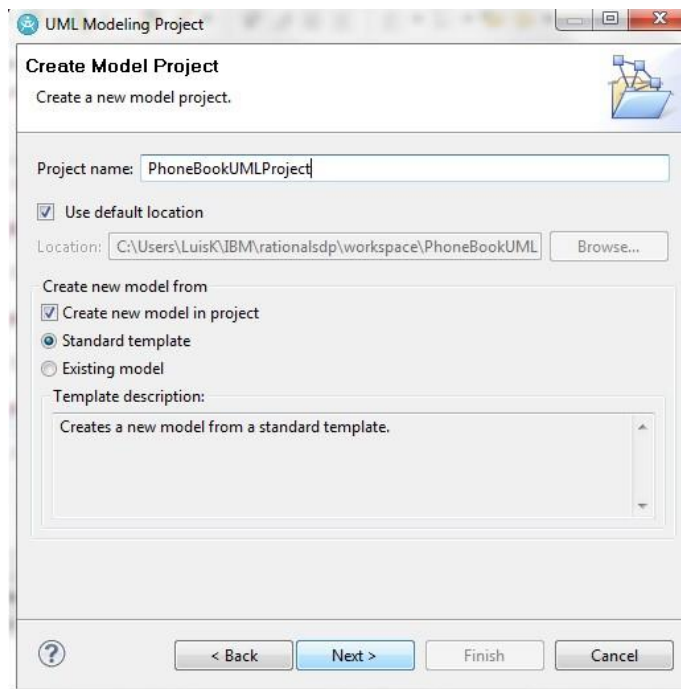 UML Modeling Project
Create Model Project
Create a new model project.
Project name: PhoneBookUMLProject
Use default location
Location: C:\Users\LuisK\IBM\rationalsdp\workspace\PhoneBookUML Browse...
Create new model from
Create new model in project
Standard template
Existing model
Template description:
Creates a new model from a standard template.
? < Back Next > Finish Cancel